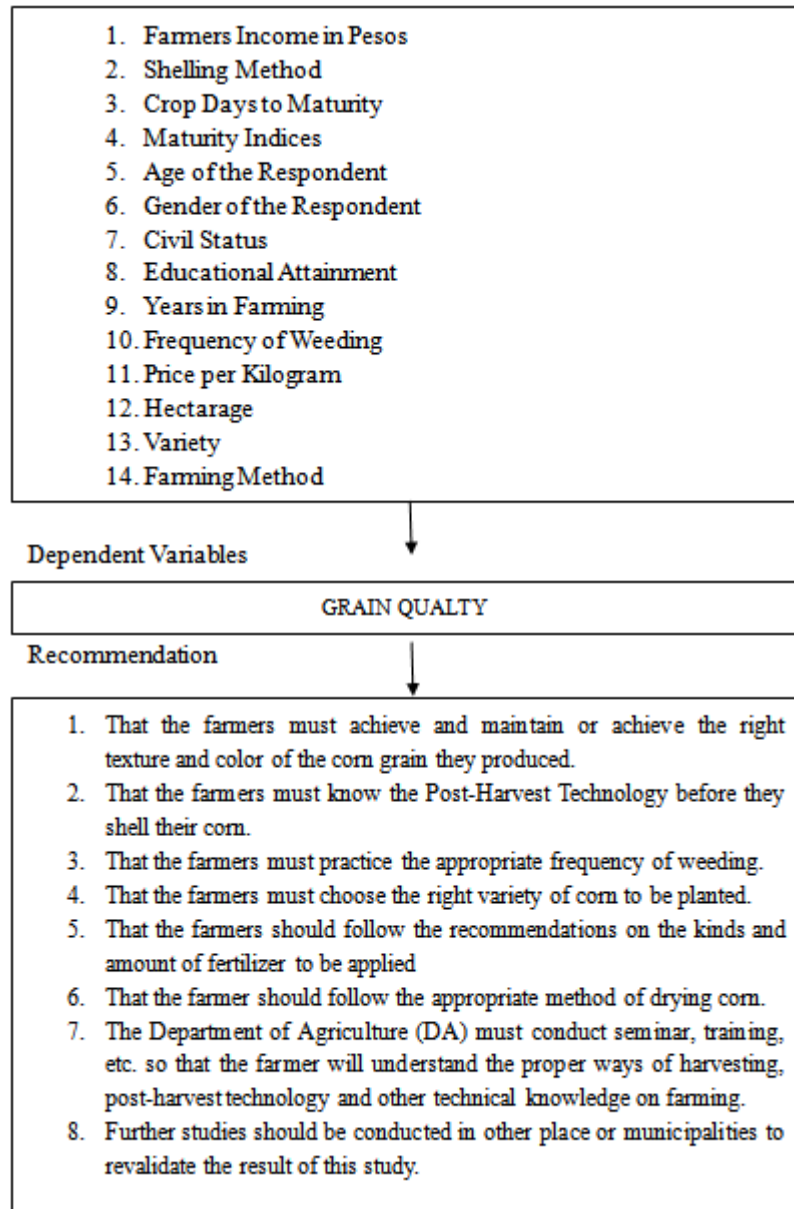 1. Farmers Income in Pesos
2. Shelling Method
3. Crop Days to Maturity
4. Maturity Indices
5. Age of the Respondent
6. Gender of the Respondent
7. Civil Status
8. Educational Attainment
9. Years in Farming
10. Frequency of Weeding
11. Price per Kilogram
12. Hectarage
13. Variety
14. Farming Method
Dependent Variables
GRAIN QUALTY
Recommendation
1. That the farmers must achieve and maintain or achieve the right
texture and color of the corn grain they produced.
2. That the farmers must know the Post-Harvest Technology before they
shell their corn.
3. That the farmers must practice the appropriate frequency of weeding.
4. That the farmers must choose the right variety of corn to be planted.
5. That the farmers should follow the recommendations on the kinds and
amount of fertilizer to be applied
6. That the farmer should follow the appropriate method of drying corn.
7. The Department of Agriculture (DA) must conduct seminar, training,
etc. so that the farmer will understand the proper ways of harvesting,
post-harvest technology and other technical knowledge on farming.
8. Further studies should be conducted in other place or municipalities to
revalidate the result of this study.